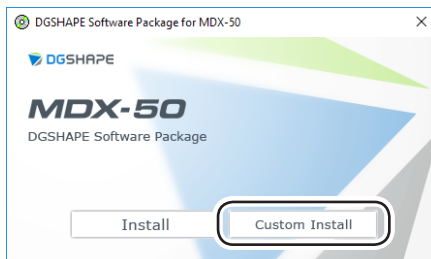 DGSHAPE Software Package for MDX-50
DGSHAPE
MDX-50
DGSHAPE Software Package
Install
Custom Install